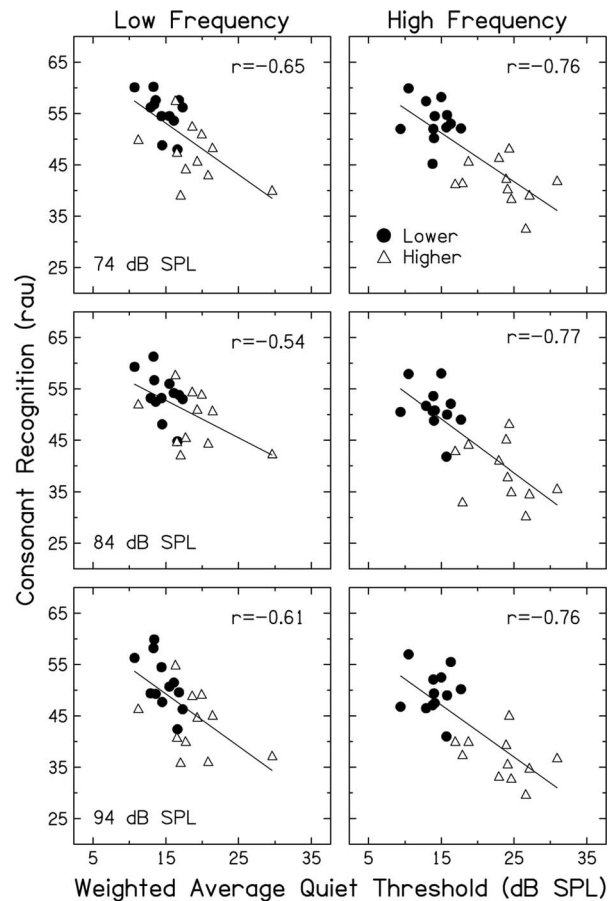 Low Frequency
High Frequency
65
55
45
35
25
r=-0.65
r=-0.76
Lower
Higher
74 dB SPL
65
55
45
35
25
r=-0.54
r=-0.77
84 dB SPL
65
55
45
35
25
r=-0.61
r=-0.76
94 dB SPL
Consonant Recognition (rau)
5 15 25 35 5 15 25 35
Weighted Average Quiet Threshold (dB SPL)